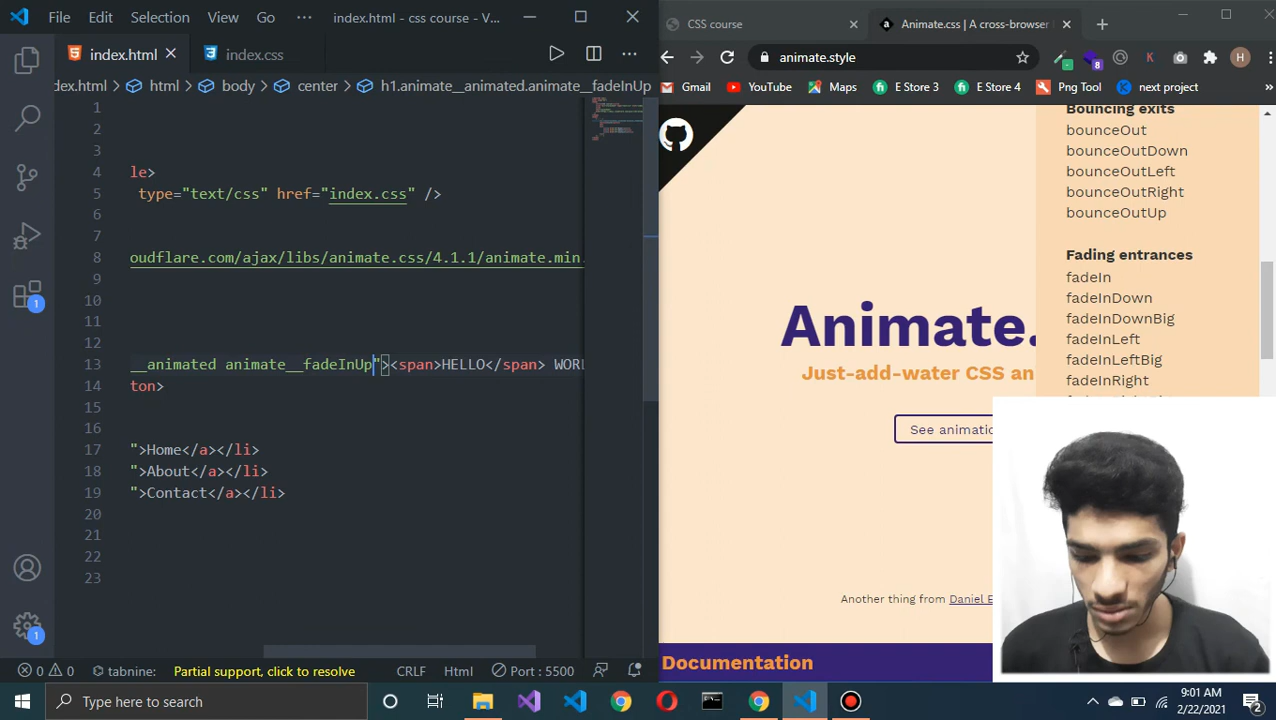 File Edit Selection View Go ··· index.html - css course - V...
index.html index.css
dex.html html body center h1.animate__animated.animate__fadeInUp
1
2
3
4 le>
5 type="text/css" href="index.css" />
6
7
8 oudflare.com/ajax/libs/animate.css/4.1.1/animate.min.
9
10
11
12
13 __animated animate__fadeInUp"><span>HELLO</span> WORL
14 ton>
15
16
17 ">Home</a></li>
18 ">About</a></li>
19 ">Contact</a></li>
20
21
22
23
1
1
0 0 tabnine: Partial support, click to resolve CRLF Html Port : 5500
CSS course Animate.css | A cross-browser
animate.style 8 K H
Gmail YouTube Maps E Store 3 E Store 4 Png Tool next project »
Bouncing exits
bounceOut
bounceOutDown
bounceOutLeft
bounceOutRight
bounceOutUp
Fading entrances
fadeIn
fadeInDown
fadeInDownBig
fadeInLeft
fadeInLeftBig
fadeInRight
Animate.
Just-add-water CSS an
See animatio
Another thing from Daniel E
Documentation
Type here to search
9:01 AM
2/22/2021
2